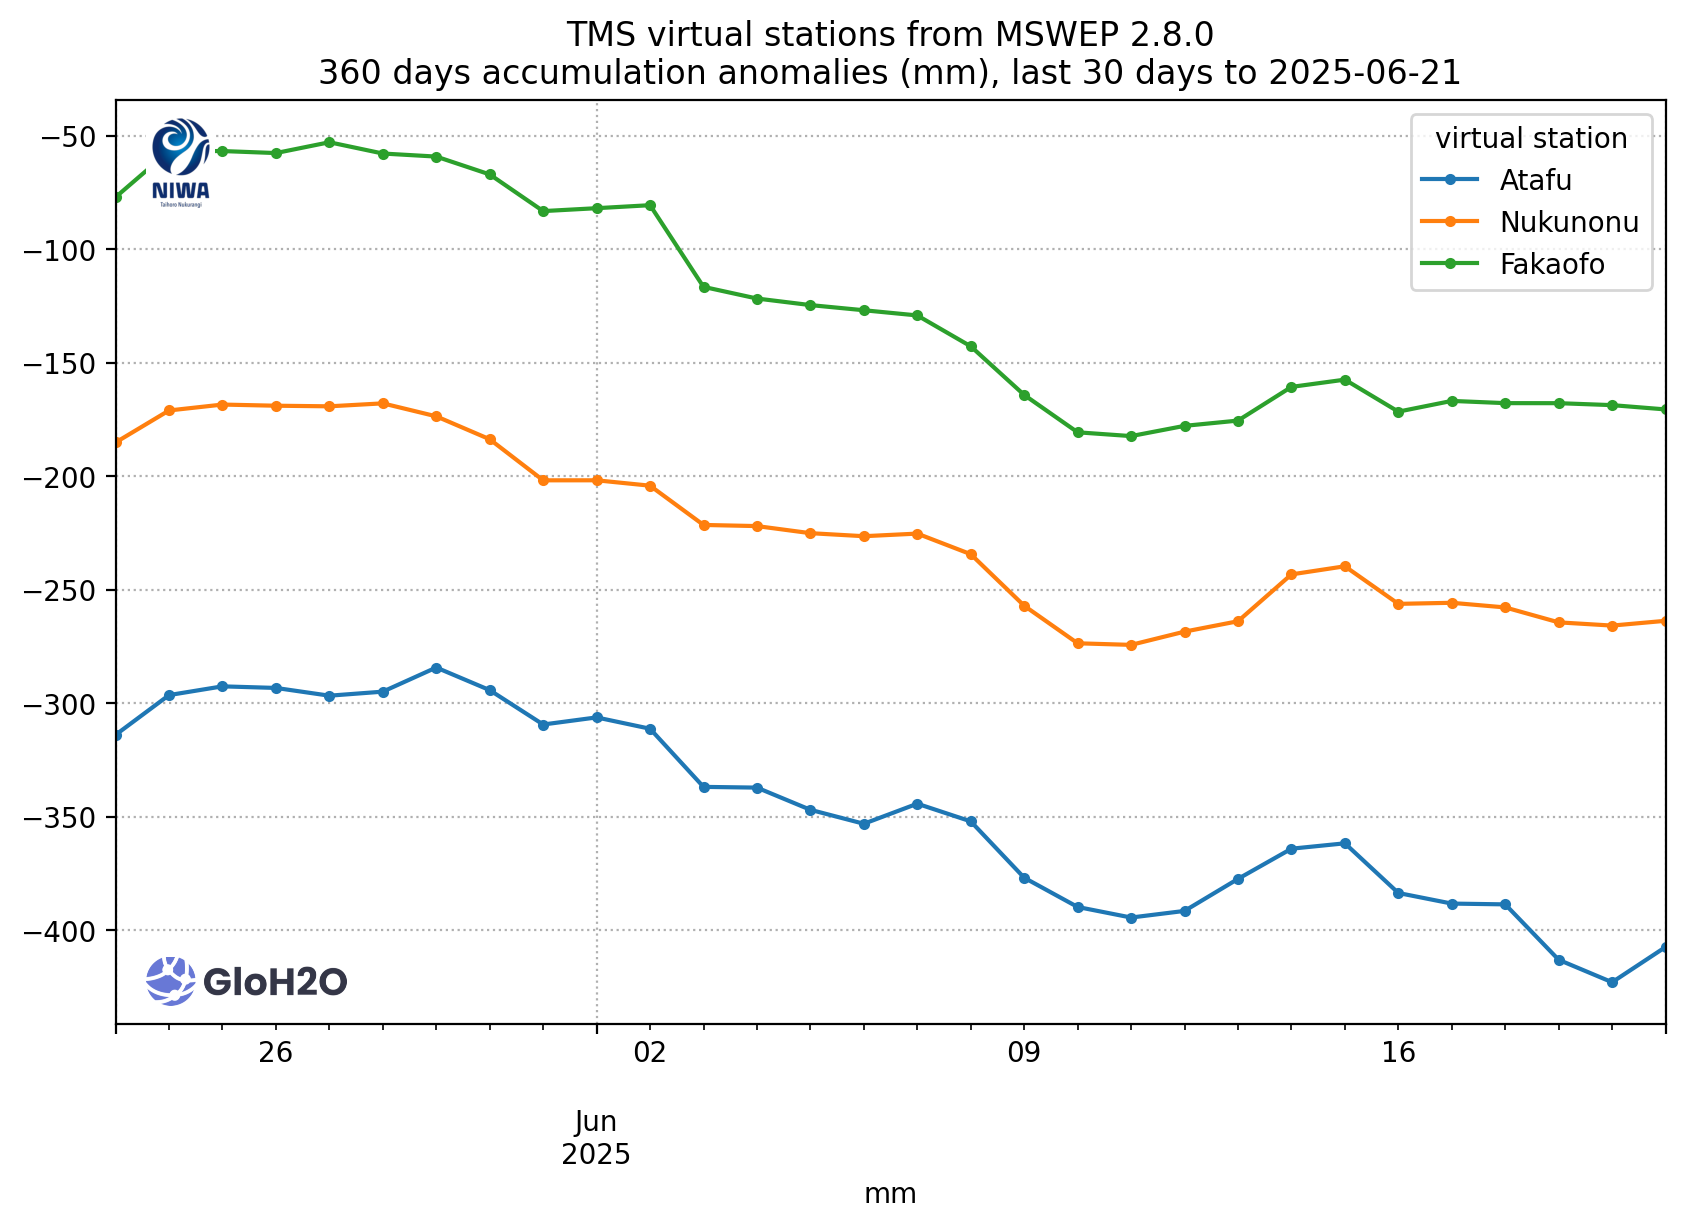 TMS virtual stations from MSWEP 2.8.0
360 days accumulation anomalies (mm), last 30 days to 2025-06-21
−50
−100
−150
−200
−250
−300
−350
−400
NIWA
Taihoro Nukurangi
virtual station
Atafu
Nukunonu
Fakaofo
GloH2O
26
02
09
16
Jun
2025
mm